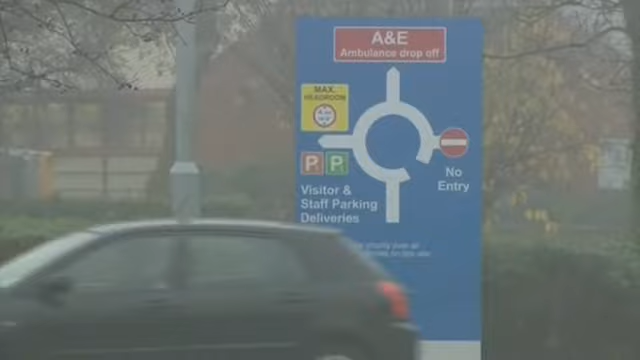 A&E
Ambulance drop off
MAX.
HEADROOM
P P
Visitor &
Staff Parking
Deliveries
No
Entry